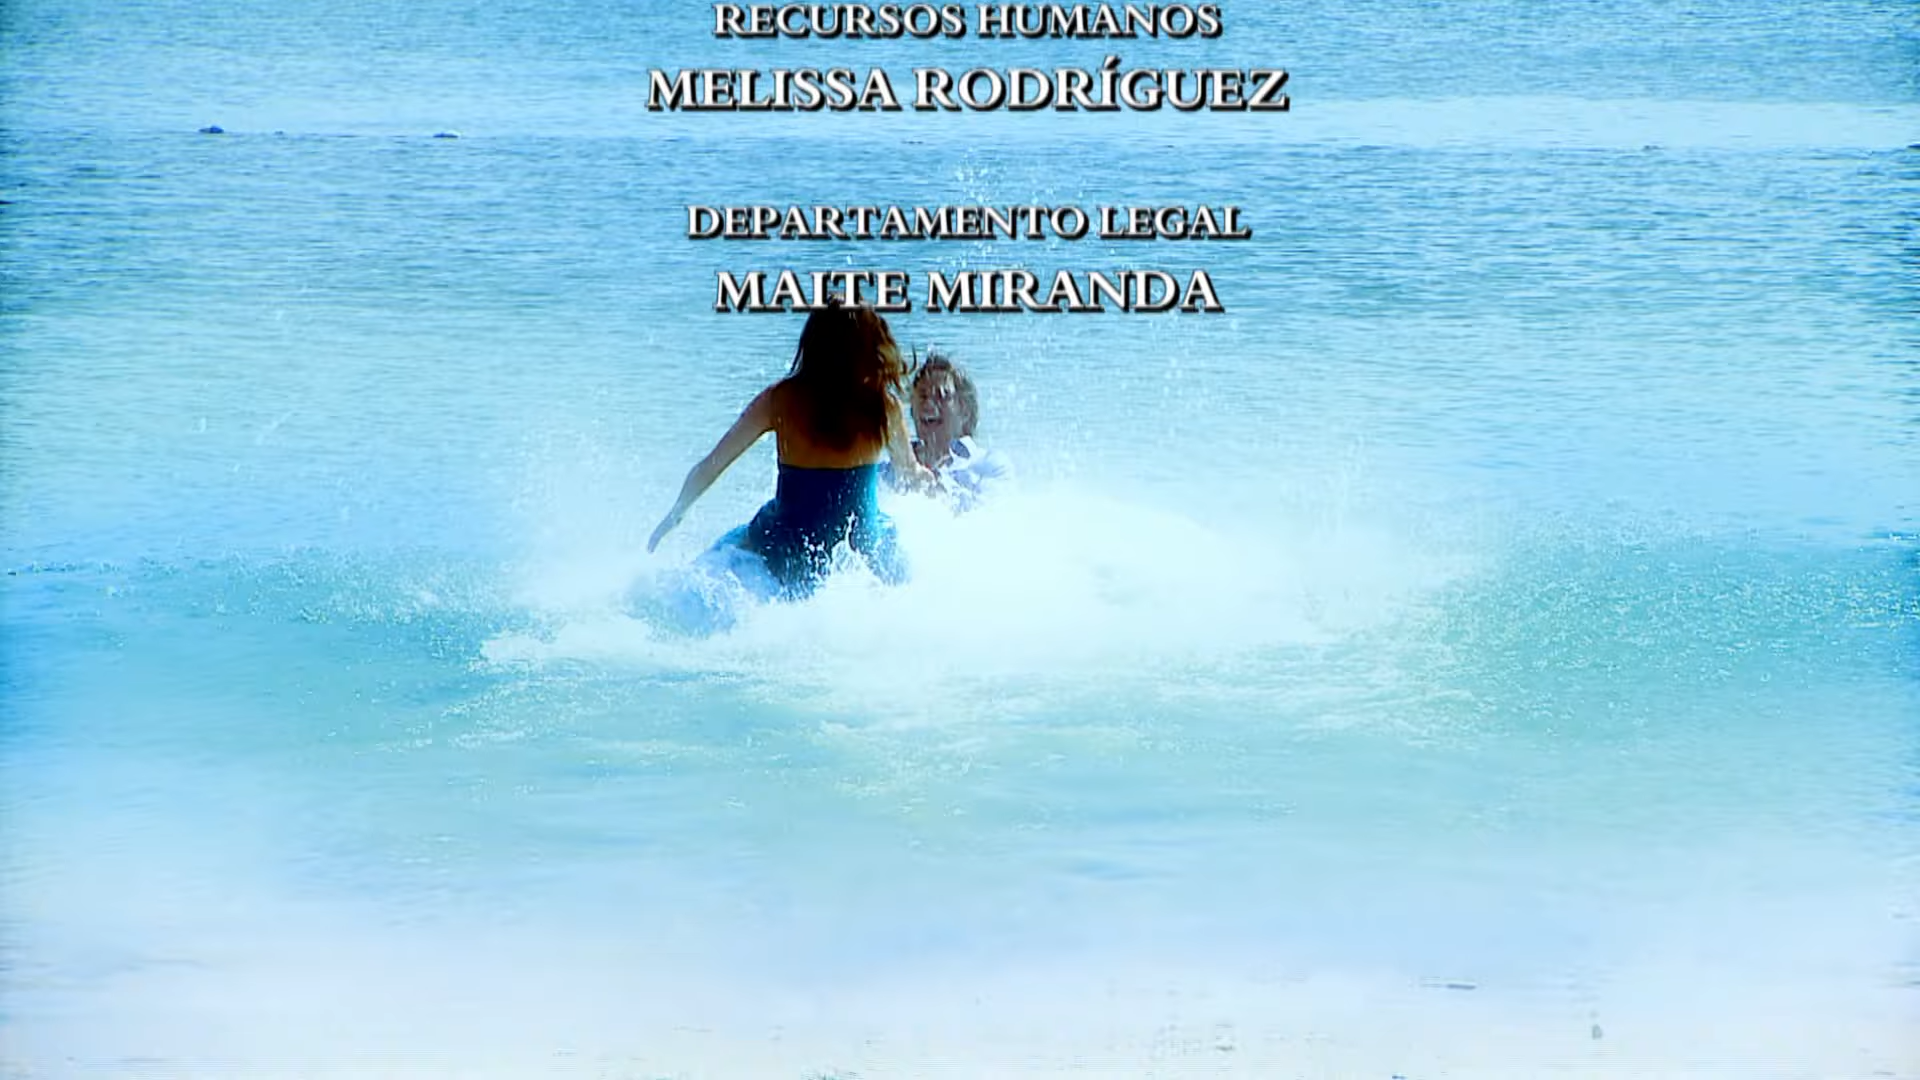 RECURSOS HUMANOS
MELISSA RODRÍGUEZ
DEPARTAMENTO LEGAL
MAITE MIRANDA